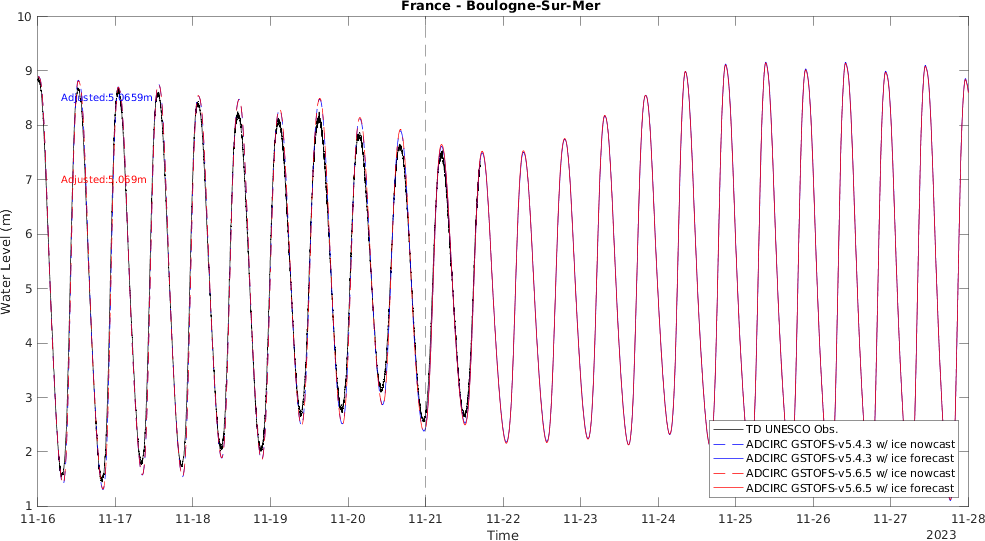 France - Boulogne-Sur-Mer
10
9
8
7
6
5
4
3
2
1
Water Level (m)
Adjusted:5.0659m
Adjusted:5.069m
TD UNESCO Obs.
ADCIRC GSTOFS-v5.4.3 w/ ice nowcast
ADCIRC GSTOFS-v5.4.3 w/ ice forecast
ADCIRC GSTOFS-v5.6.5 w/ ice nowcast
ADCIRC GSTOFS-v5.6.5 w/ ice forecast
11-16 11-17 11-18 11-19 11-20 11-21 11-22 11-23 11-24 11-25 11-26 11-27 11-28
Time
2023